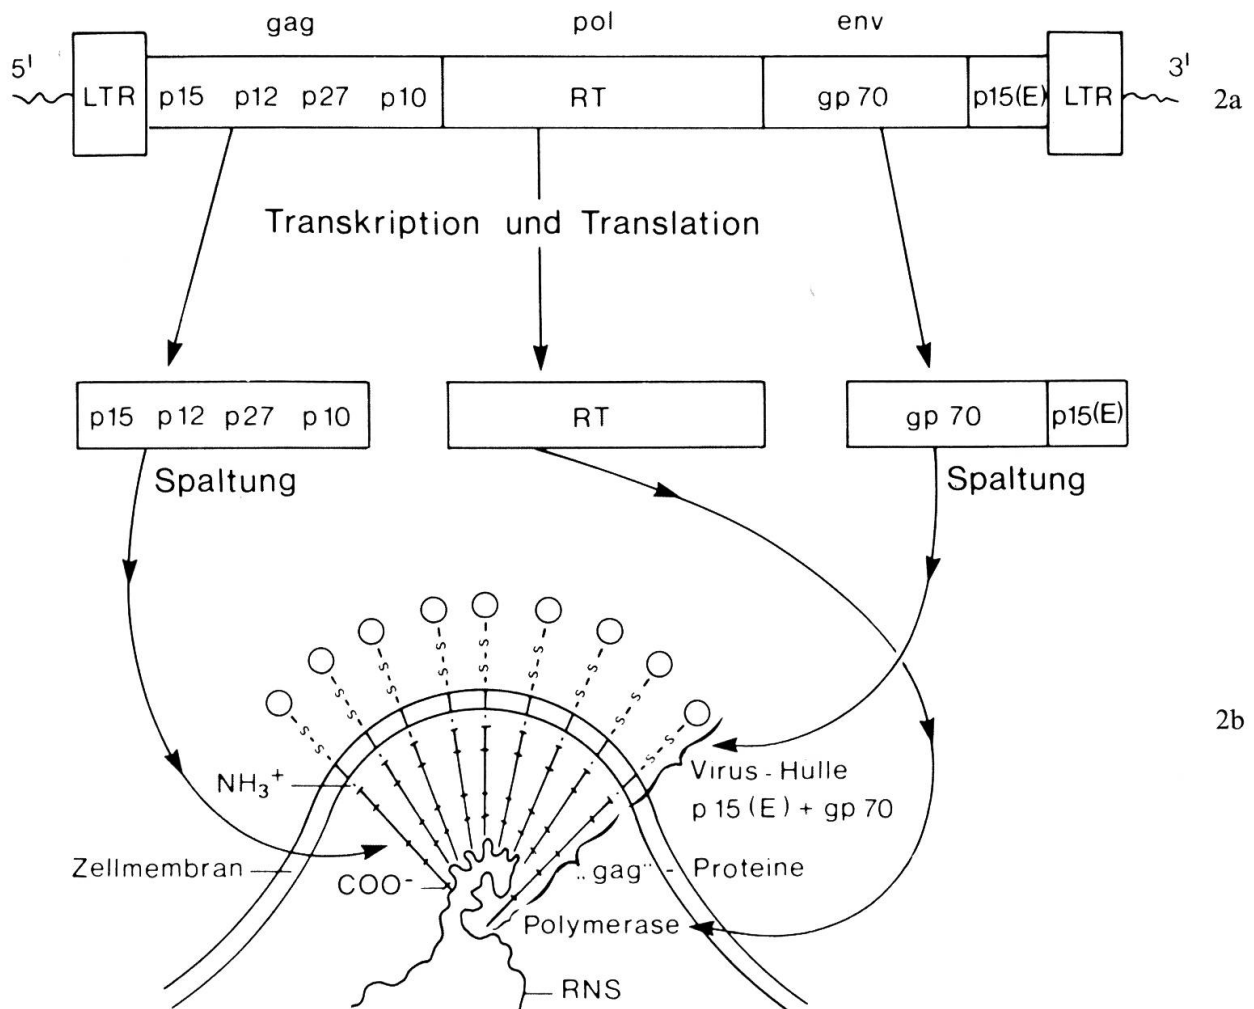 gag pol env
5' LTR p15 p12 p27 p10 RT gp 70 p15(E) LTR 3' 2a
Transkription und Translation
p15 p12 p27 p10 RT gp 70 p15(E)
Spaltung Spaltung
s s s s s s s s s s s s s s s s s s
2b
NH3+
Virus - Hülle
p 15 (E) + gp 70
Zellmembran
COO-
„gag" - Proteine
Polymerase
RNS